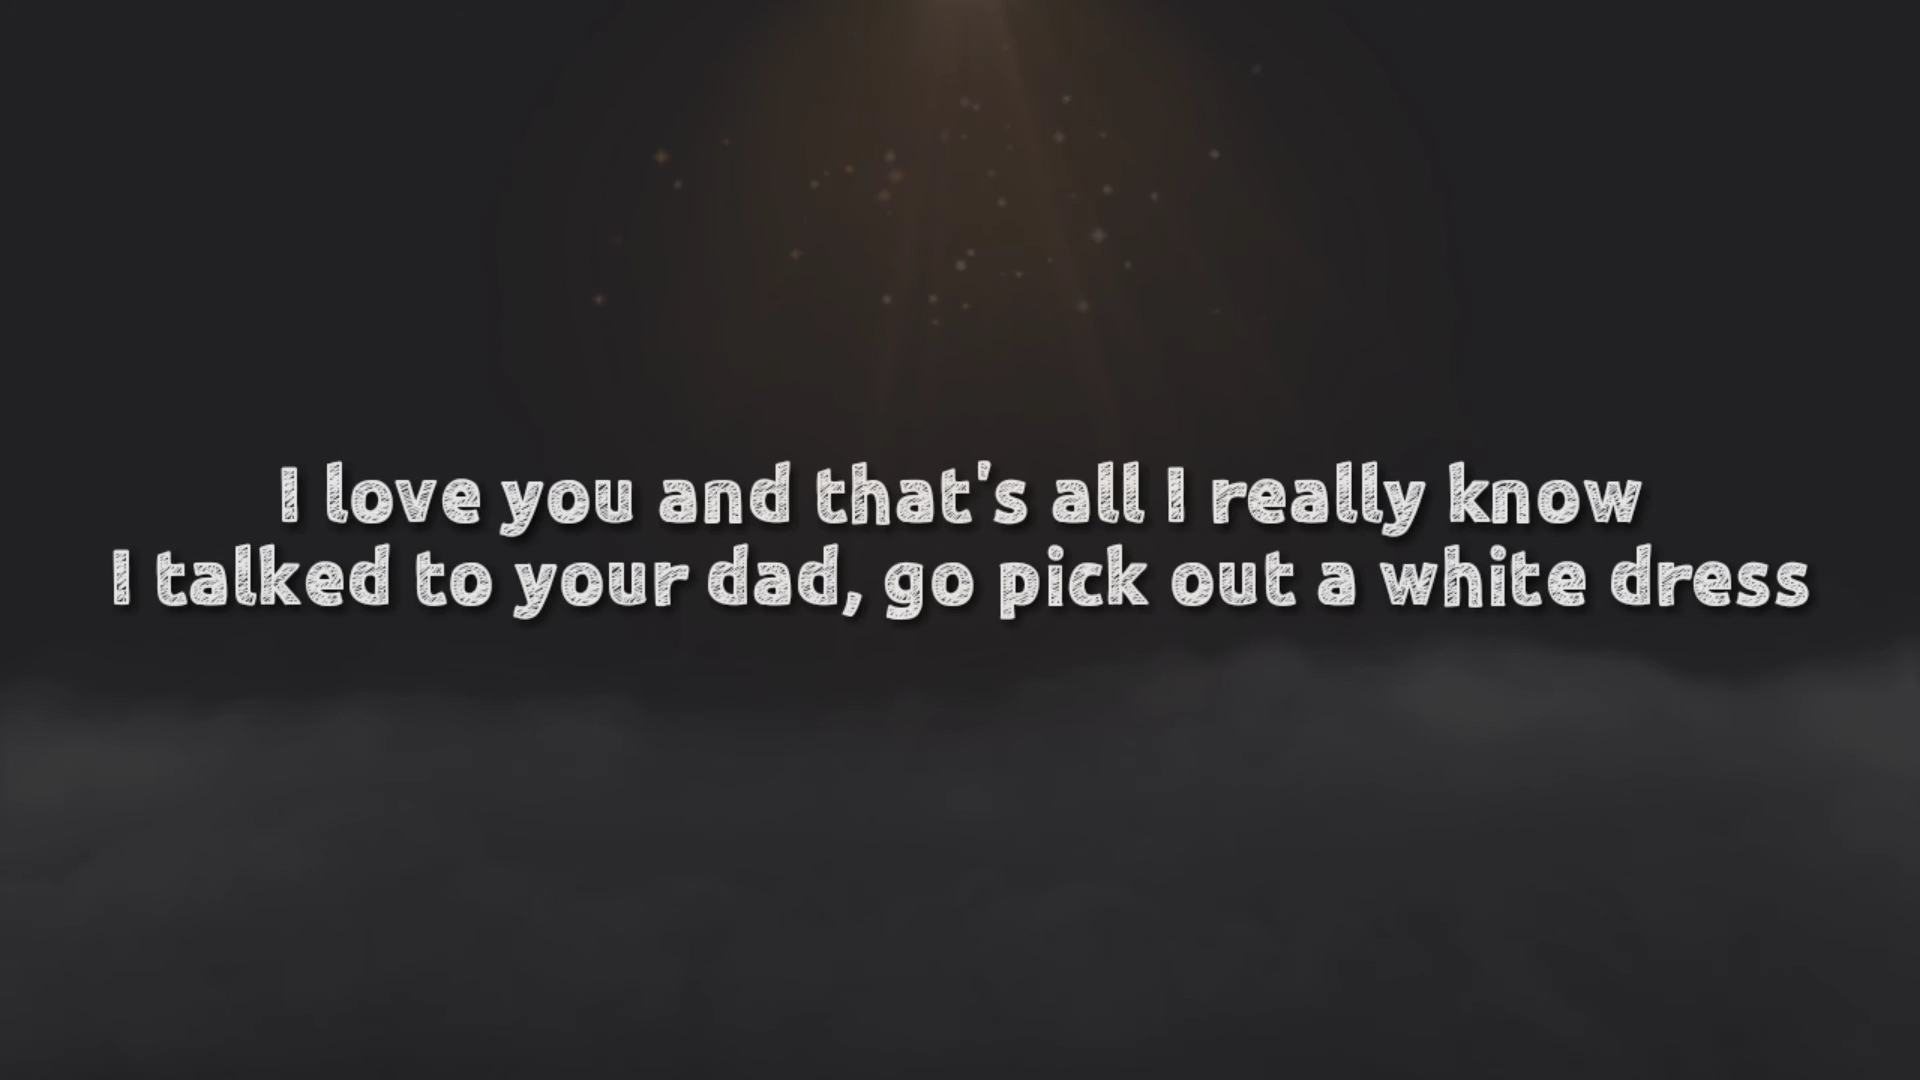 I love you and that's all I really know
I talked to your dad, go pick out a white dress